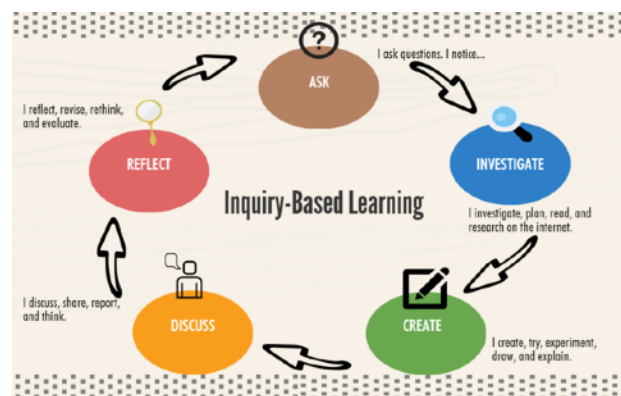 ?
ASK
I ask questions. I notice...
INVESTIGATE
I investigate, plan, read, and
research on the internet.
CREATE
I create, try, experiment,
draw, and explain.
DISCUSS
I discuss, share, report,
and think.
REFLECT
I reflect, revise, rethink,
and evaluate.
Inquiry-Based Learning